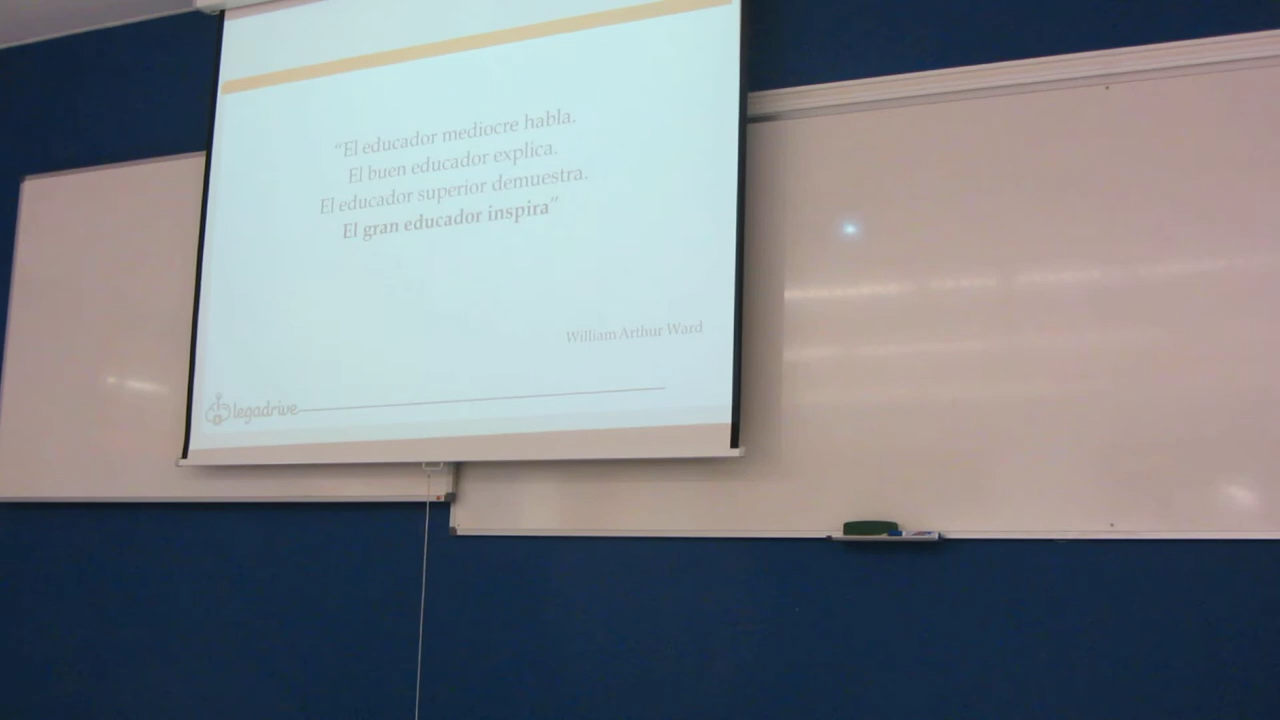 “El educador mediocre habla.
El buen educador explica.
El educador superior demuestra.
El gran educador inspira”
William Arthur Ward
legadrive